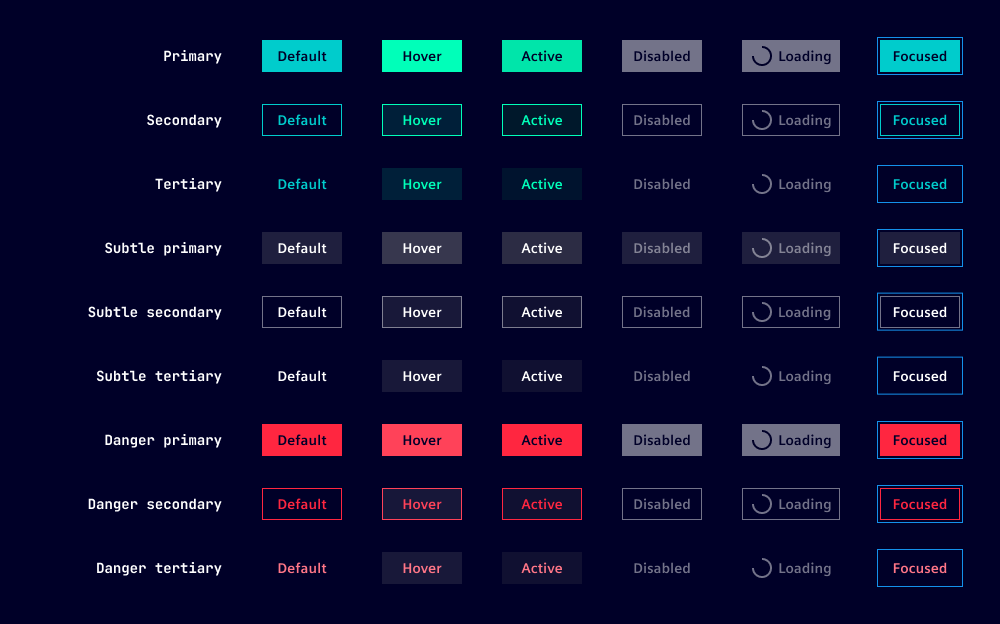 Primary Default Hover Active Disabled Loading Focused
Secondary Default Hover Active Disabled Loading Focused
Tertiary Default Hover Active Disabled Loading Focused
Subtle primary Default Hover Active Disabled Loading Focused
Subtle secondary Default Hover Active Disabled Loading Focused
Subtle tertiary Default Hover Active Disabled Loading Focused
Danger primary Default Hover Active Disabled Loading Focused
Danger secondary Default Hover Active Disabled Loading Focused
Danger tertiary Default Hover Active Disabled Loading Focused